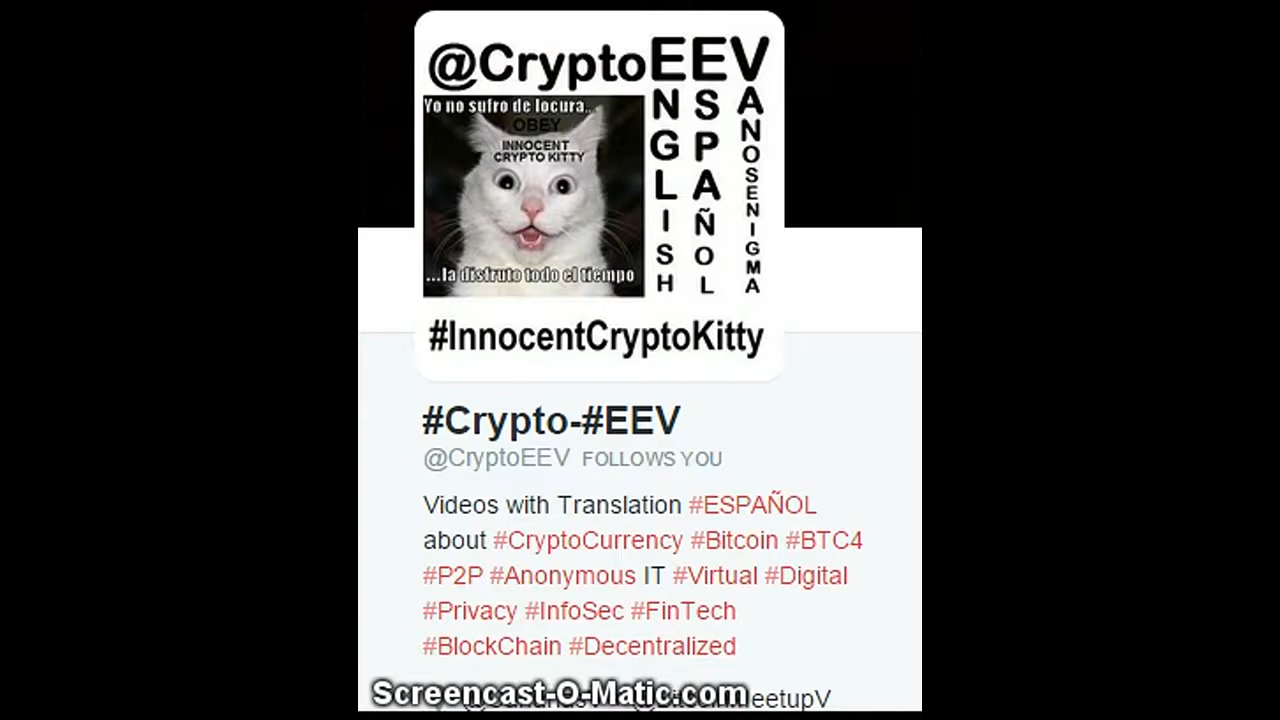 @CryptoEEV
ENGLISH
ESPAÑOL
VANOSENIGMA
Yo no sufro de locura...
OBEY
INNOCENT
CRYPTO KITTY
...la disfruto todo el tiempo
#InnocentCryptoKitty
#Crypto-#EEV
@CryptoEEV FOLLOWS YOU
Videos with Translation #ESPAÑOL
about #CryptoCurrency #Bitcoin #BTC4
#P2P #Anonymous IT #Virtual #Digital
#Privacy #InfoSec #FinTech
#BlockChain #Decentralized
Screencast-O-Matic.com